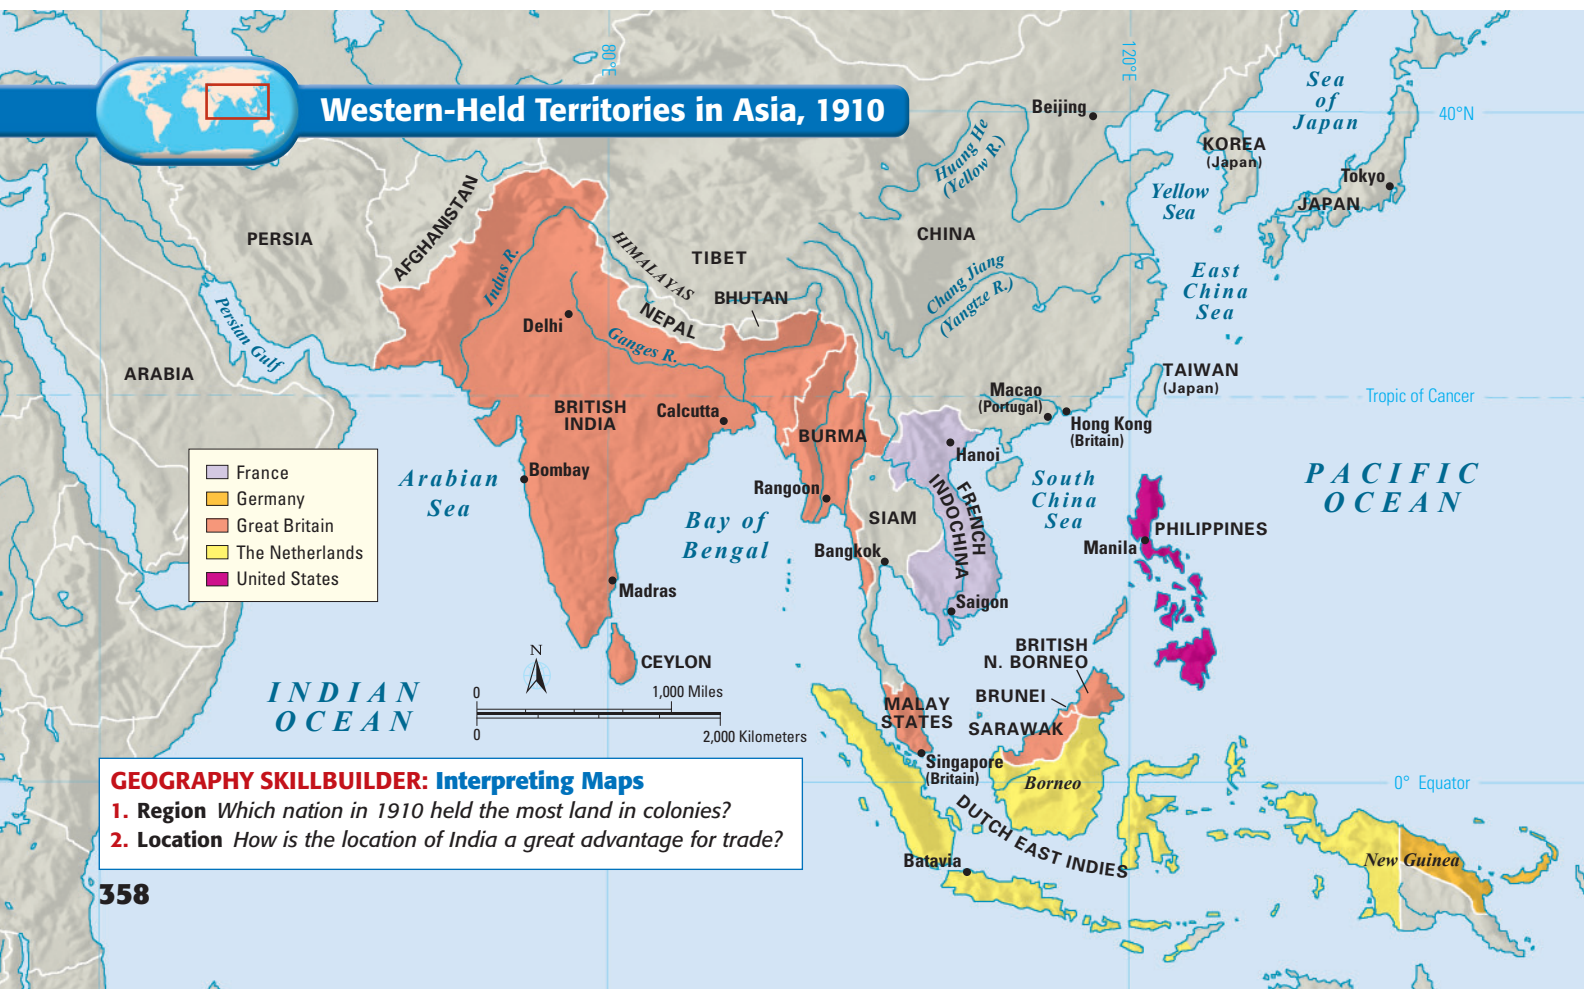 Western-Held Territories in Asia, 1910
80°E
120°E
40°N
Sea
of
Japan
Beijing
Huang He
(Yellow R.)
KOREA
(Japan)
Tokyo
JAPAN
Yellow
Sea
AFGHANISTAN
PERSIA
HIMALAYAS
TIBET
CHINA
Indus R.
Chang Jiang
(Yangtze R.)
East
China
Sea
BHUTAN
NEPAL
Delhi
Ganges R.
Persian Gulf
ARABIA
TAIWAN
(Japan)
Macao
(Portugal)
Tropic of Cancer
Hong Kong
(Britain)
BRITISH
INDIA
Calcutta
BURMA
Hanoi
Bombay
Arabian
Sea
Rangoon
South
China
Sea
PACIFIC
OCEAN
France
Germany
Great Britain
The Netherlands
United States
Bay of
Bengal
SIAM
FRENCH
INDOCHINA
PHILIPPINES
Manila
Bangkok
Madras
Saigon
N
CEYLON
BRITISH
N. BORNEO
INDIAN
OCEAN
0
1,000 Miles
0
2,000 Kilometers
BRUNEI
MALAY
STATES
SARAWAK
Singapore
(Britain)
Borneo
0° Equator
DUTCH EAST INDIES
Batavia
New Guinea
GEOGRAPHY SKILLBUILDER: Interpreting Maps
1. Region Which nation in 1910 held the most land in colonies?
2. Location How is the location of India a great advantage for trade?
358